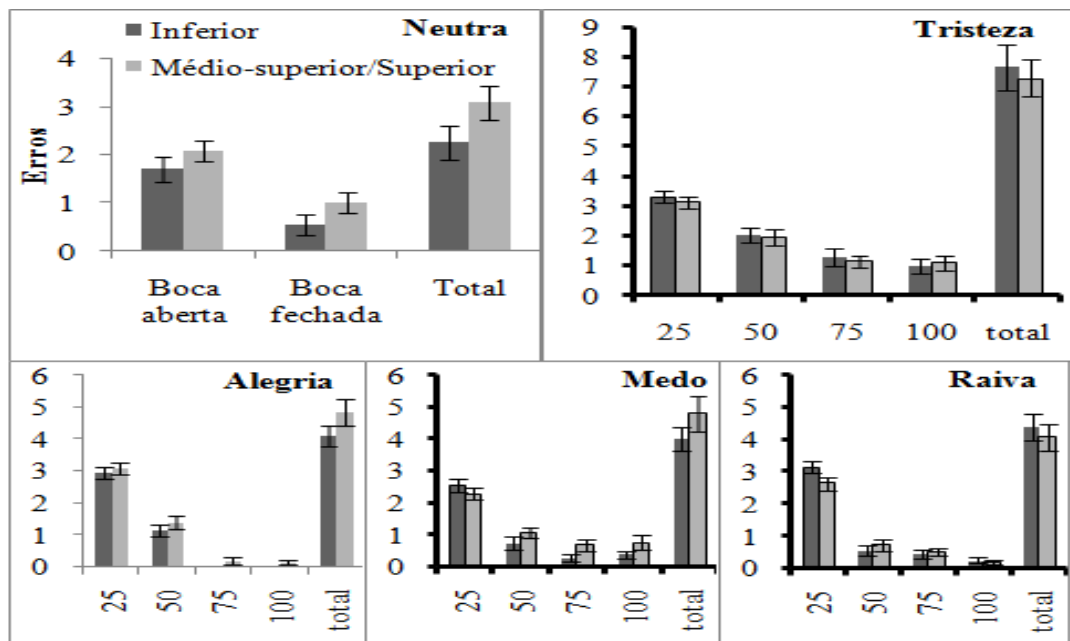 Neutra
Inferior
Médio-superior/Superior
Erros
4
3
2
1
0
Boca aberta
Boca fechada
Total
Tristeza
9
8
7
6
5
4
3
2
1
0
25 50 75 100 total
Alegria
6
5
4
3
2
1
0
25 50 75 100 total
Medo
6
5
4
3
2
1
0
25 50 75 100 total
Raiva
6
5
4
3
2
1
0
25 50 75 100 total